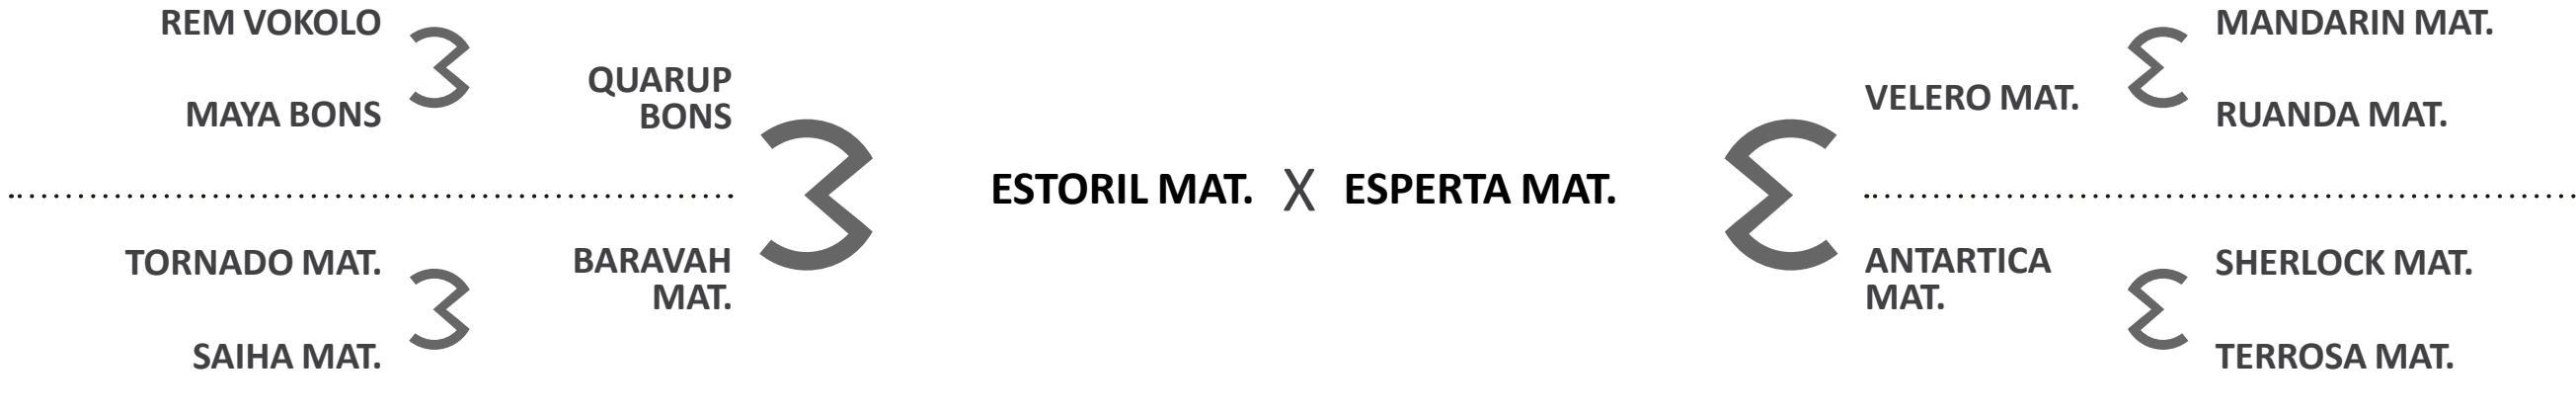 REM VOKOLO
MAYA BONS
QUARUP
BONS
TORNADO MAT.
SAIHA MAT.
BARAVAH
MAT.
ESTORIL MAT. X ESPERTA MAT.
VELERO MAT.
MANDARIN MAT.
RUANDA MAT.
ANTARTICA
MAT.
SHERLOCK MAT.
TERROSA MAT.